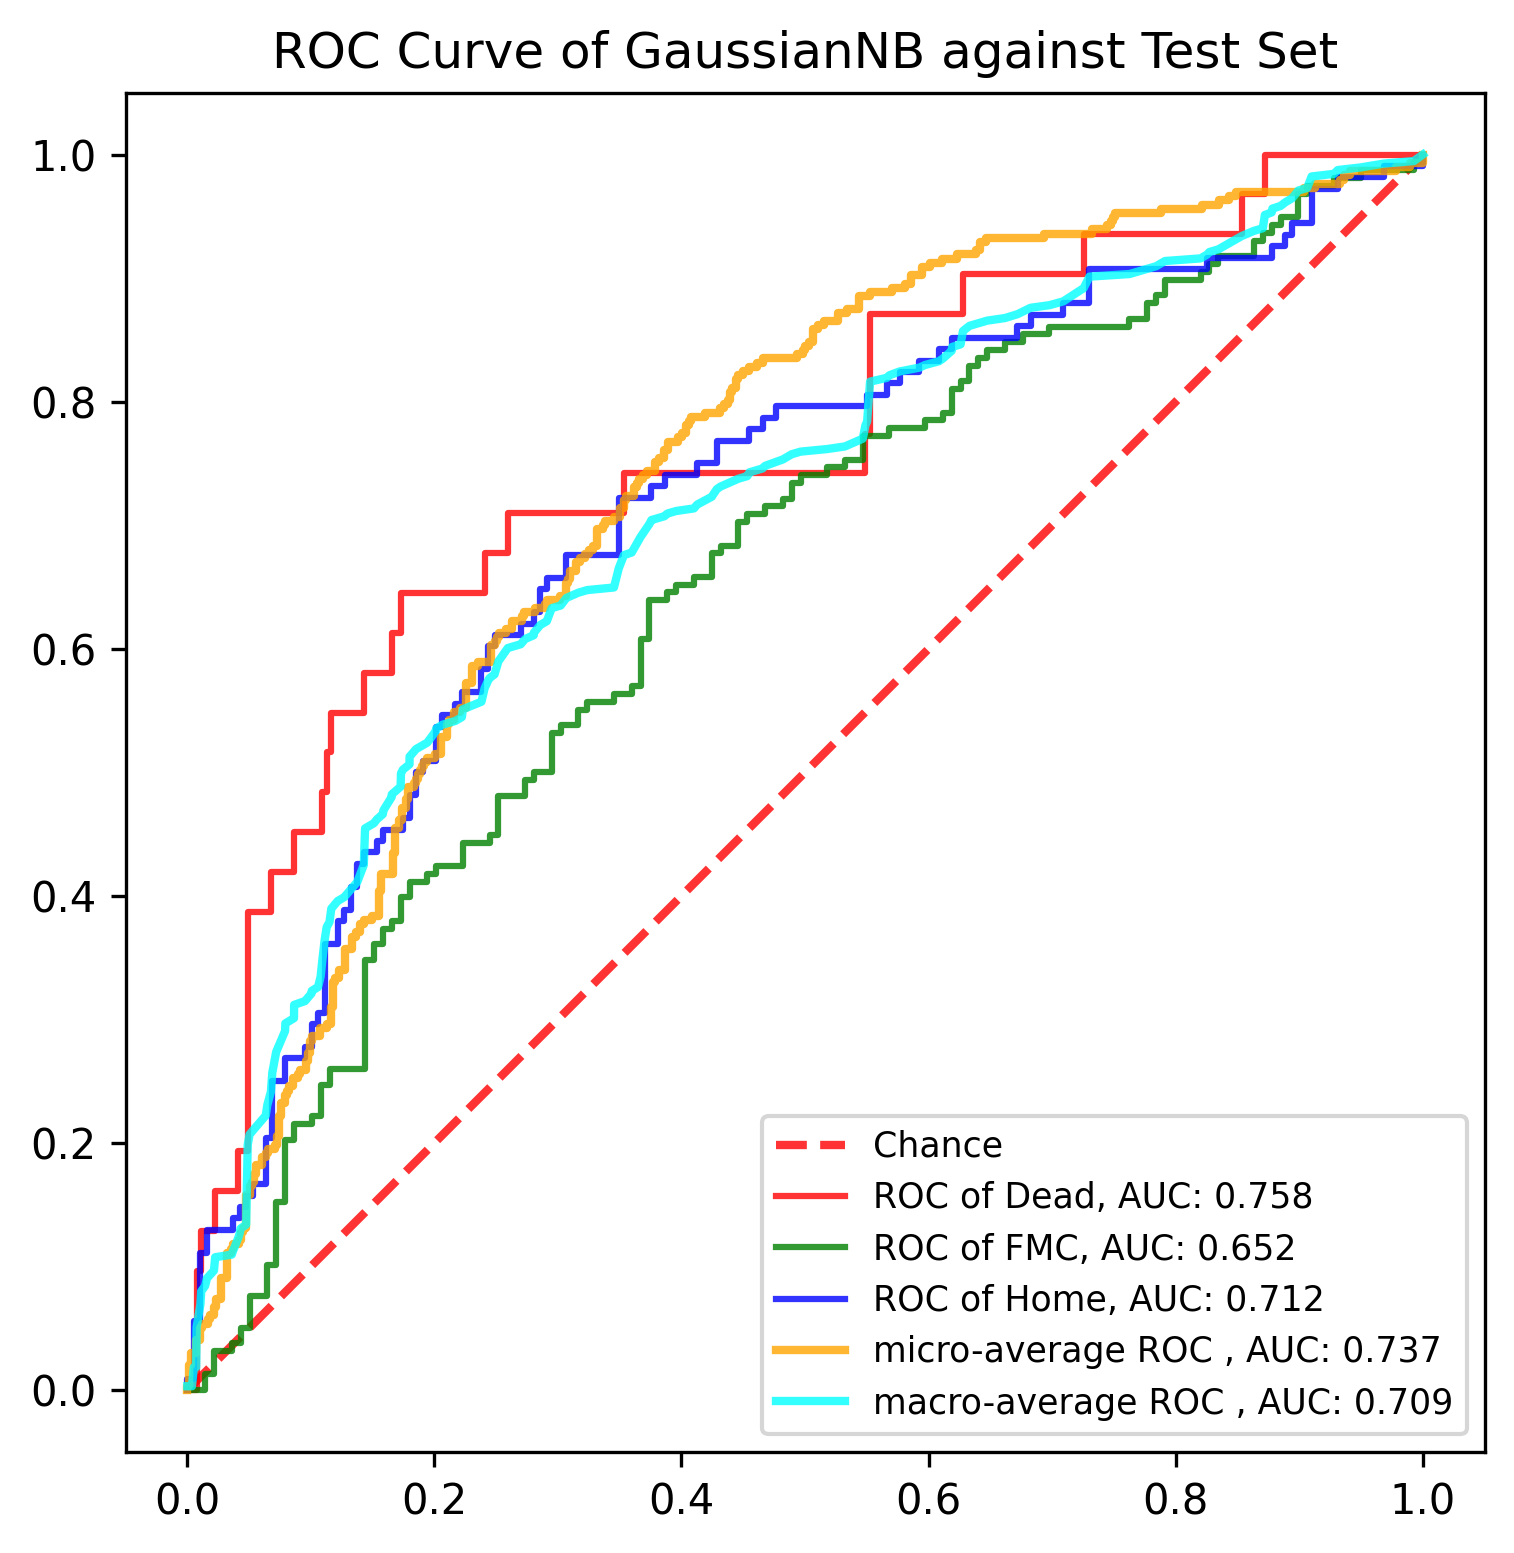 ROC Curve of GaussianNB against Test Set
1.0
0.8
0.6
0.4
0.2
0.0
Chance
ROC of Dead, AUC: 0.758
ROC of FMC, AUC: 0.652
ROC of Home, AUC: 0.712
micro-average ROC , AUC: 0.737
macro-average ROC , AUC: 0.709
0.0 0.2 0.4 0.6 0.8 1.0